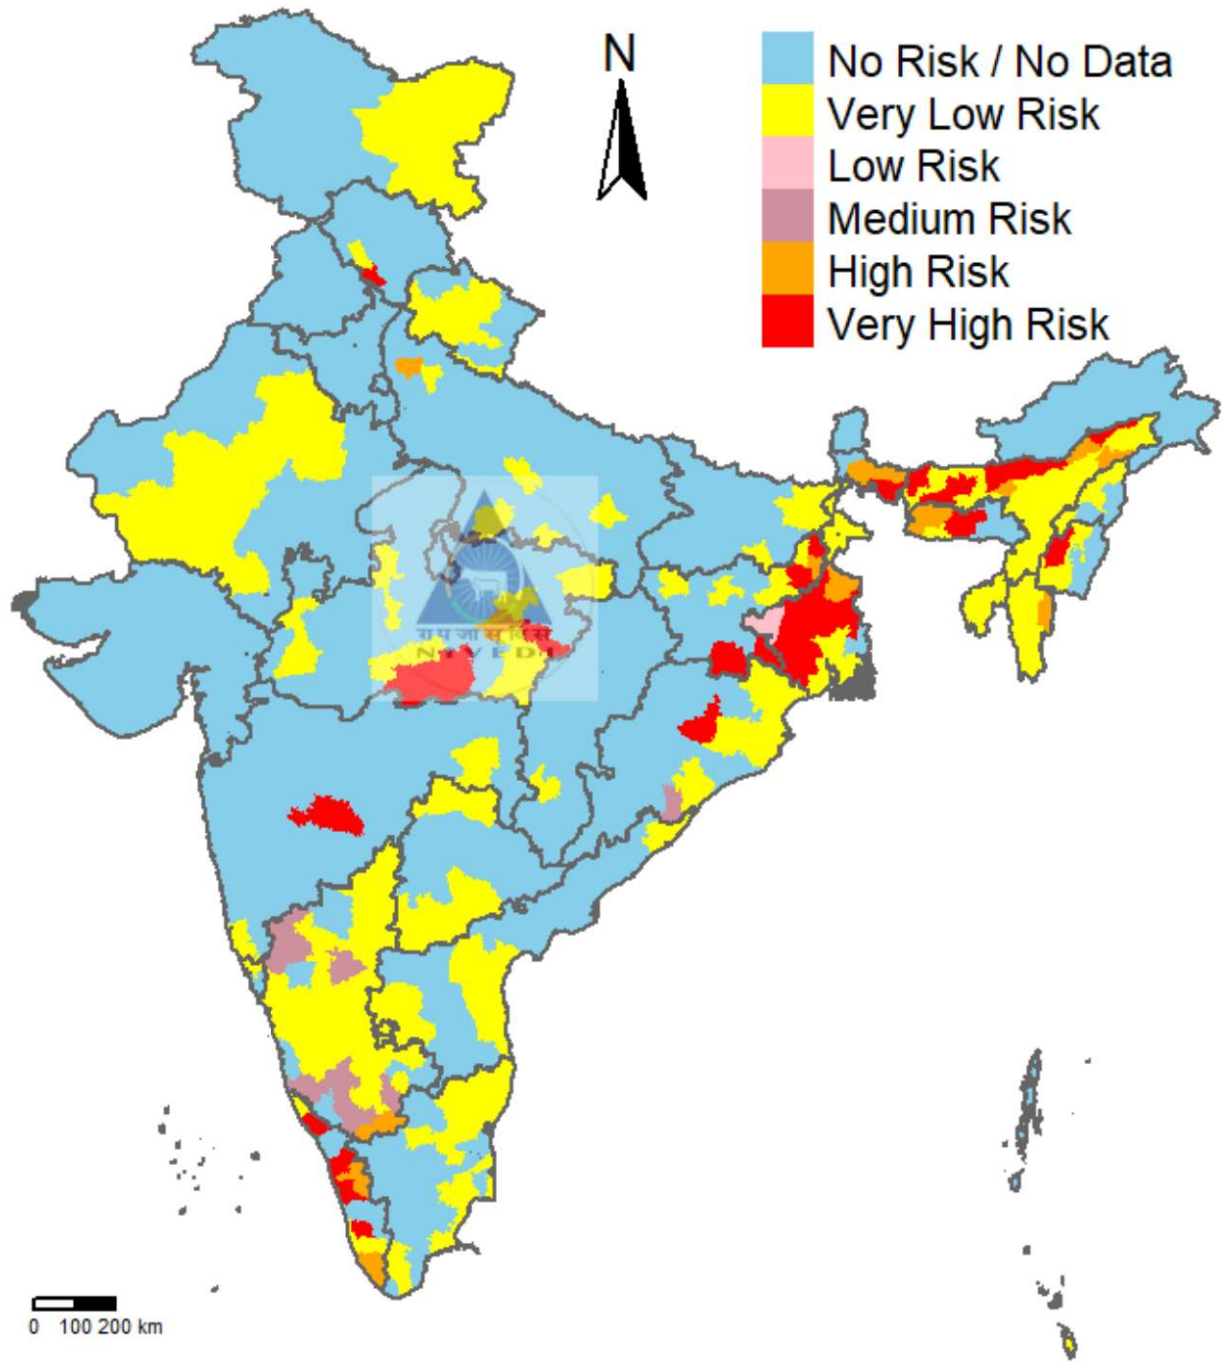 N
No Risk / No Data
Very Low Risk
Low Risk
Medium Risk
High Risk
Very High Risk
NIVEDI
0 100 200 km